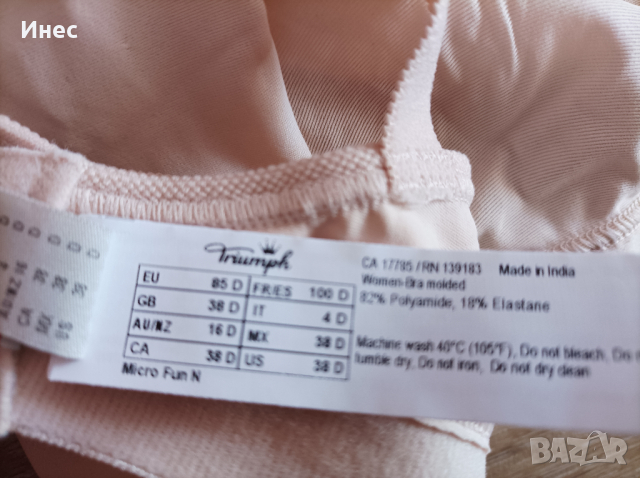 Инес
Triumph
EU 85 D FR/ES 100 D
GB 38 D IT 4 D
AU/NZ 16 D MX 38 D
CA 38 D US 38 D
Micro Fun N
CA 17785 / RN 139183 Made in India
Women-Bra molded
82% Polyamide, 18% Elastane
Machine wash 40°C (105°F), Do not bleach, Do
tumble dry, Do not iron, Do not dry clean
BAZAR